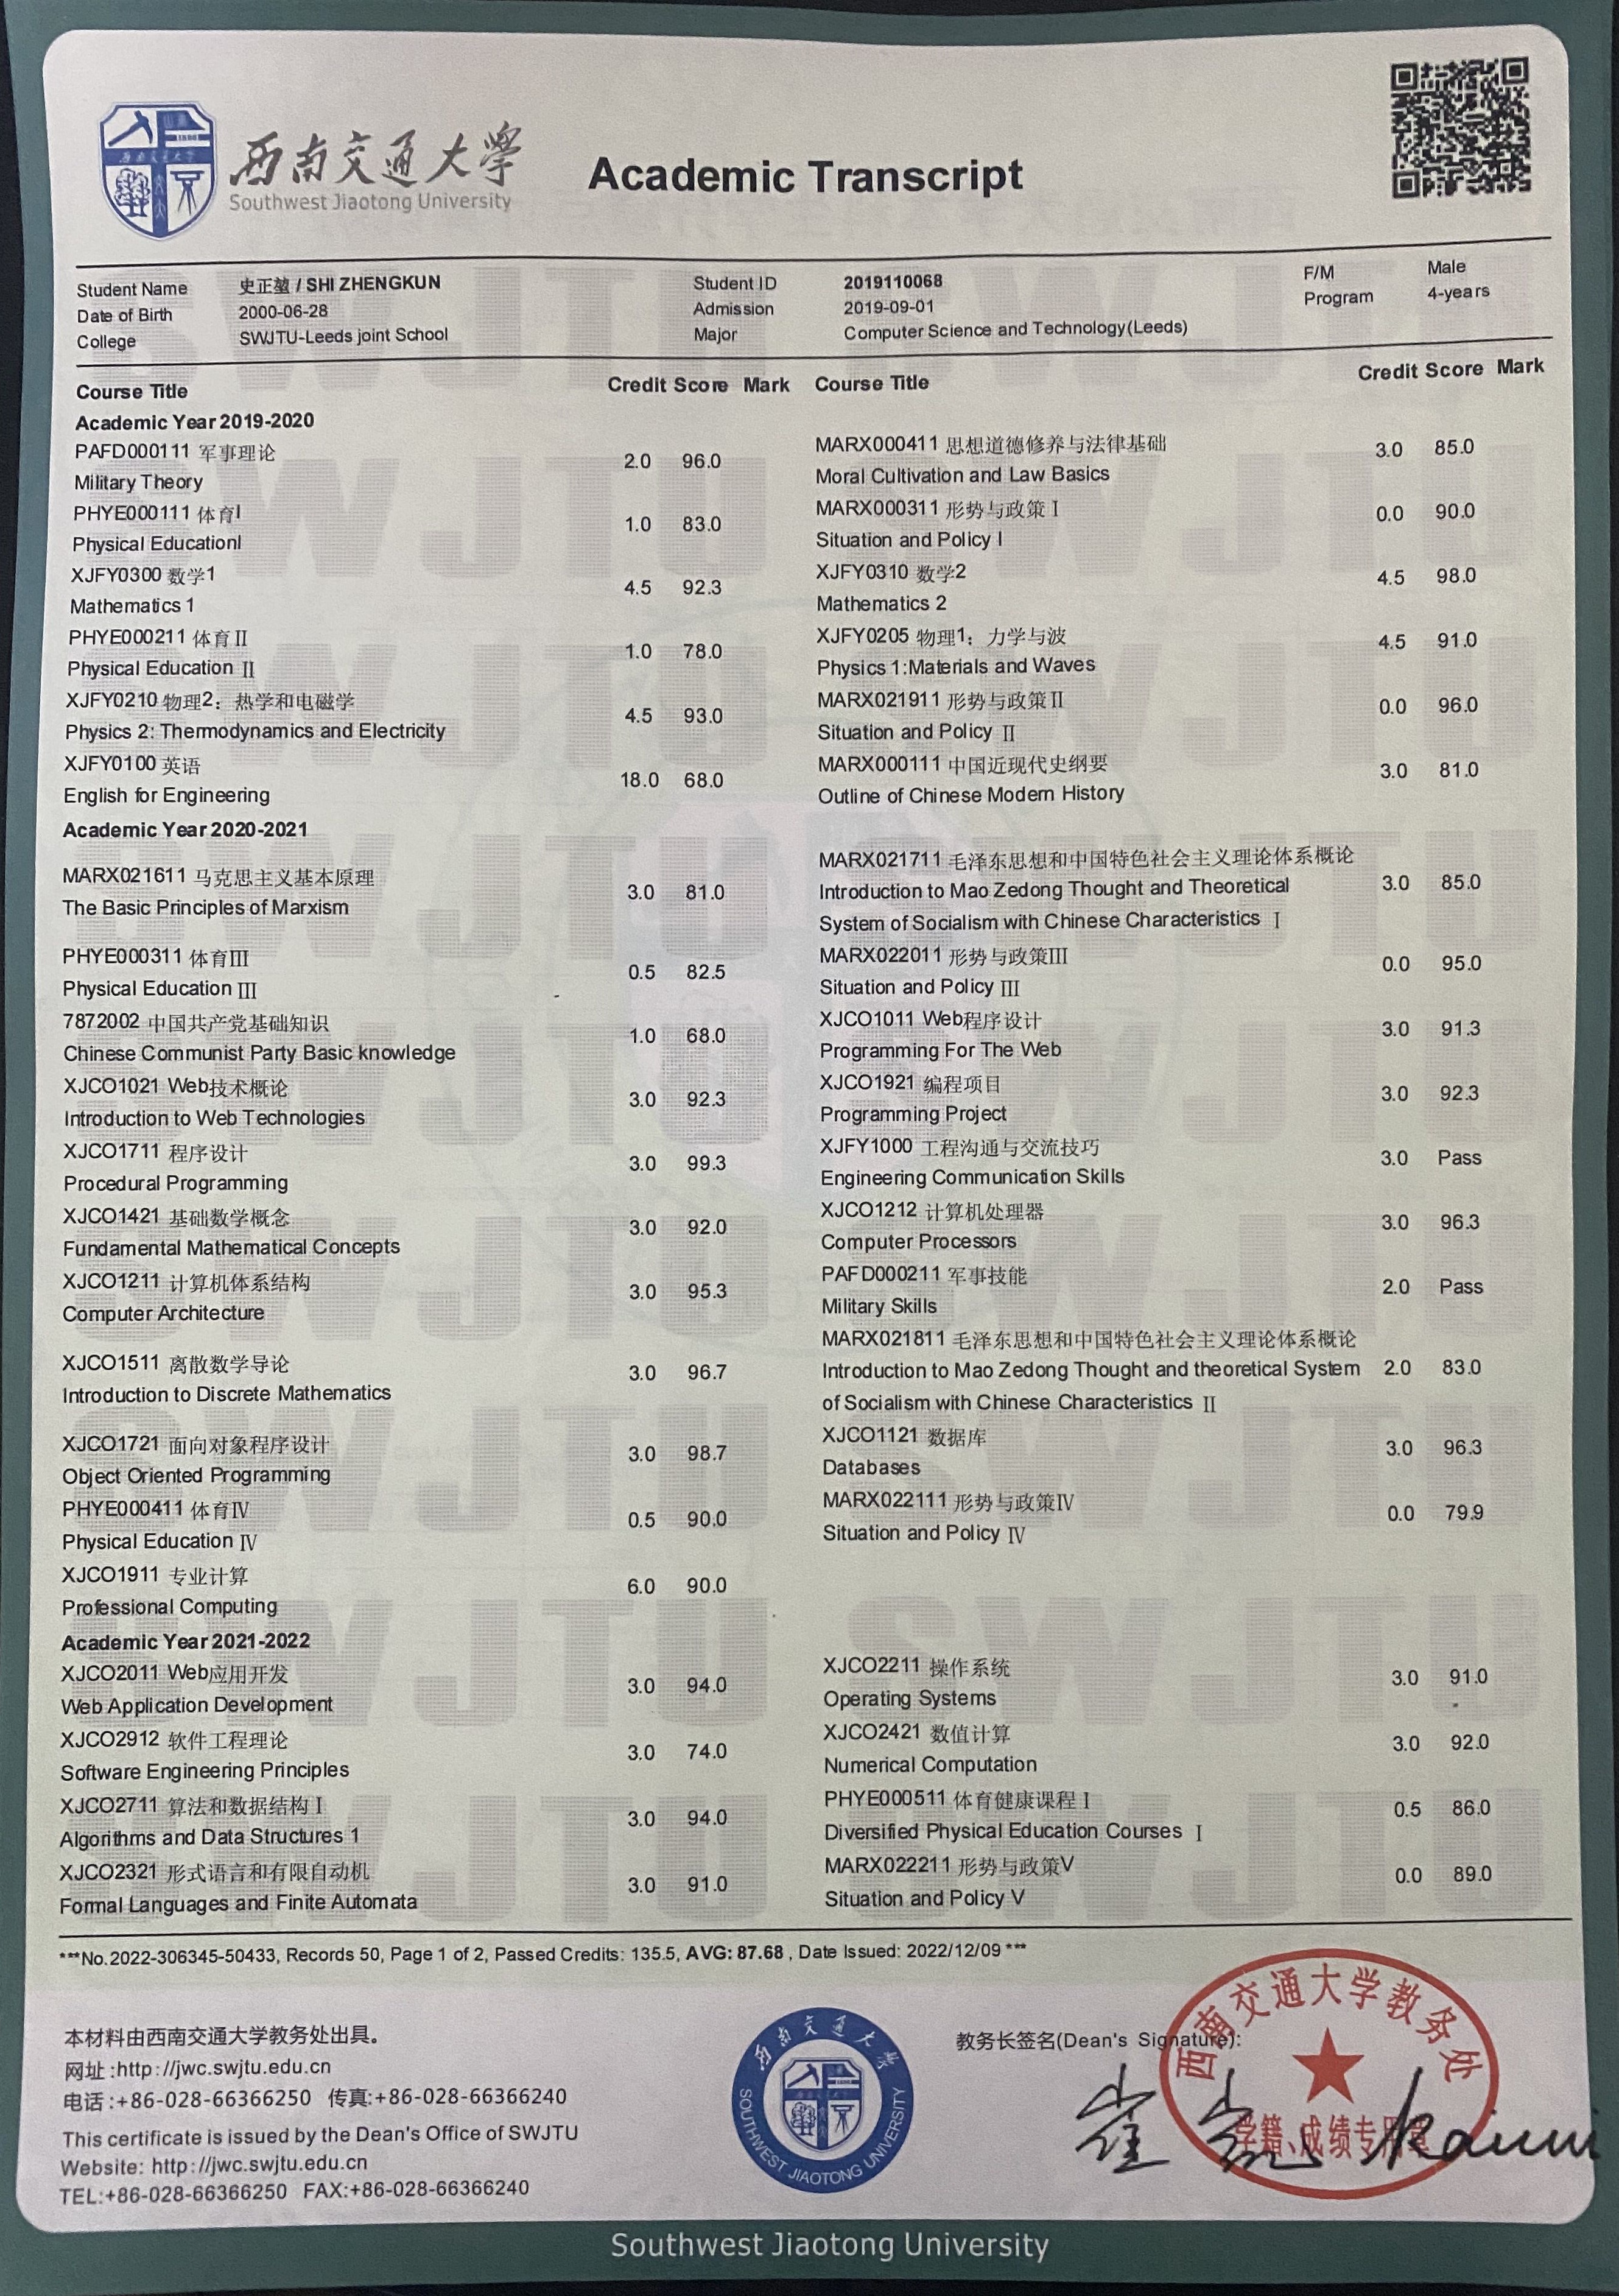 西南交通大学
Southwest Jiaotong University
Academic Transcript
Student Name 史正堃 / SHI ZHENGKUN Student ID 2019110068 F/M Male
Date of Birth 2000-06-28 Admission 2019-09-01 Program 4-years
College SWJTU-Leeds joint School Major Computer Science and Technology(Leeds)
Course Title Credit Score Mark Course Title Credit Score Mark
Academic Year 2019-2020
PAFD000111 军事理论
Military Theory 2.0 96.0
MARX000411 思想道德修养与法律基础
Moral Cultivation and Law Basics 3.0 85.0
PHYE000111 体育I
Physical EducationI 1.0 83.0
MARX000311 形势与政策Ⅰ
Situation and Policy Ⅰ 0.0 90.0
XJFY0300 数学1
Mathematics 1 4.5 92.3
XJFY0310 数学2
Mathematics 2 4.5 98.0
PHYE000211 体育Ⅱ
Physical Education Ⅱ 1.0 78.0
XJFY0205 物理1：力学与波
Physics 1:Materials and Waves 4.5 91.0
XJFY0210 物理2：热学和电磁学
Physics 2: Thermodynamics and Electricity 4.5 93.0
MARX021911 形势与政策Ⅱ
Situation and Policy Ⅱ 0.0 96.0
XJFY0100 英语
English for Engineering 18.0 68.0
MARX000111 中国近现代史纲要
Outline of Chinese Modern History 3.0 81.0
Academic Year 2020-2021
MARX021611 马克思主义基本原理
The Basic Principles of Marxism 3.0 81.0
MARX021711 毛泽东思想和中国特色社会主义理论体系概论
Introduction to Mao Zedong Thought and Theoretical 3.0 85.0
System of Socialism with Chinese Characteristics Ⅰ
PHYE000311 体育Ⅲ
Physical Education Ⅲ 0.5 82.5
MARX022011 形势与政策Ⅲ
Situation and Policy Ⅲ 0.0 95.0
7872002 中国共产党基础知识
Chinese Communist Party Basic knowledge 1.0 68.0
XJCO1011 Web程序设计
Programming For The Web 3.0 91.3
XJCO1021 Web技术概论
Introduction to Web Technologies 3.0 92.3
XJCO1921 编程项目
Programming Project 3.0 92.3
XJCO1711 程序设计
Procedural Programming 3.0 99.3
XJFY1000 工程沟通与交流技巧
Engineering Communication Skills 3.0 Pass
XJCO1421 基础数学概念
Fundamental Mathematical Concepts 3.0 92.0
XJCO1212 计算机处理器
Computer Processors 3.0 96.3
XJCO1211 计算机体系结构
Computer Architecture 3.0 95.3
PAFD000211 军事技能
Military Skills 2.0 Pass
XJCO1511 离散数学导论
Introduction to Discrete Mathematics 3.0 96.7
MARX021811 毛泽东思想和中国特色社会主义理论体系概论
Introduction to Mao Zedong Thought and theoretical System 2.0 83.0
of Socialism with Chinese Characteristics Ⅱ
XJCO1721 面向对象程序设计
Object Oriented Programming 3.0 98.7
XJCO1121 数据库
Databases 3.0 96.3
PHYE000411 体育Ⅳ
Physical Education Ⅳ 0.5 90.0
MARX022111 形势与政策Ⅳ
Situation and Policy Ⅳ 0.0 79.9
XJCO1911 专业计算
Professional Computing 6.0 90.0
Academic Year 2021-2022
XJCO2011 Web应用开发
Web Application Development 3.0 94.0
XJCO2211 操作系统
Operating Systems 3.0 91.0
XJCO2912 软件工程理论
Software Engineering Principles 3.0 74.0
XJCO2421 数值计算
Numerical Computation 3.0 92.0
XJCO2711 算法和数据结构Ⅰ
Algorithms and Data Structures 1 3.0 94.0
PHYE000511 体育健康课程Ⅰ
Diversified Physical Education Courses Ⅰ 0.5 86.0
XJCO2321 形式语言和有限自动机
Formal Languages and Finite Automata 3.0 91.0
MARX022211 形势与政策V
Situation and Policy V 0.0 89.0
***No.2022-306345-50433, Records 50, Page 1 of 2, Passed Credits: 135.5, AVG: 87.68 , Date Issued: 2022/12/09 ***
本材料由西南交通大学教务处出具。
网址:http://jwc.swjtu.edu.cn
电话:+86-028-66366250 传真:+86-028-66366240
This certificate is issued by the Dean's Office of SWJTU
Website: http://jwc.swjtu.edu.cn
TEL:+86-028-66366250 FAX:+86-028-66366240
西南交通大学
SOUTHWEST JIAOTONG UNIVERSITY
教务长签名(Dean's Signature):
西南交通大学教务处
学籍、成绩专用章
Southwest Jiaotong University